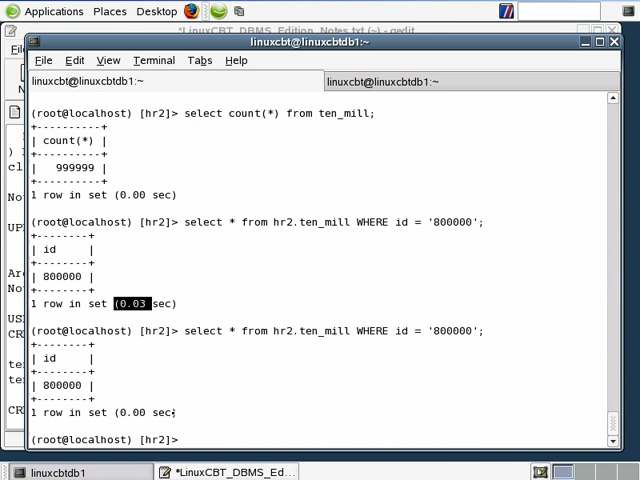 Applications Places Desktop
*LinuxCBT_DBMS_Edition_Notes.txt (~) - gedit
linuxcbt@linuxcbtdb1:~
File Edit View Terminal Tabs Help
linuxcbt@linuxcbtdb1:~ linuxcbt@linuxcbtdb1:~
(root@localhost) [hr2]> select count(*) from ten_mill;
+----------+
| count(*) |
+----------+
|   999999 |
+----------+
1 row in set (0.00 sec)
(root@localhost) [hr2]> select * from hr2.ten_mill WHERE id = '800000';
+--------+
| id     |
+--------+
| 800000 |
+--------+
1 row in set (0.03 sec)
(root@localhost) [hr2]> select * from hr2.ten_mill WHERE id = '800000';
+--------+
| id     |
+--------+
| 800000 |
+--------+
1 row in set (0.00 sec)
(root@localhost) [hr2]>
linuxcbtdb1 *LinuxCBT_DBMS_Ed...